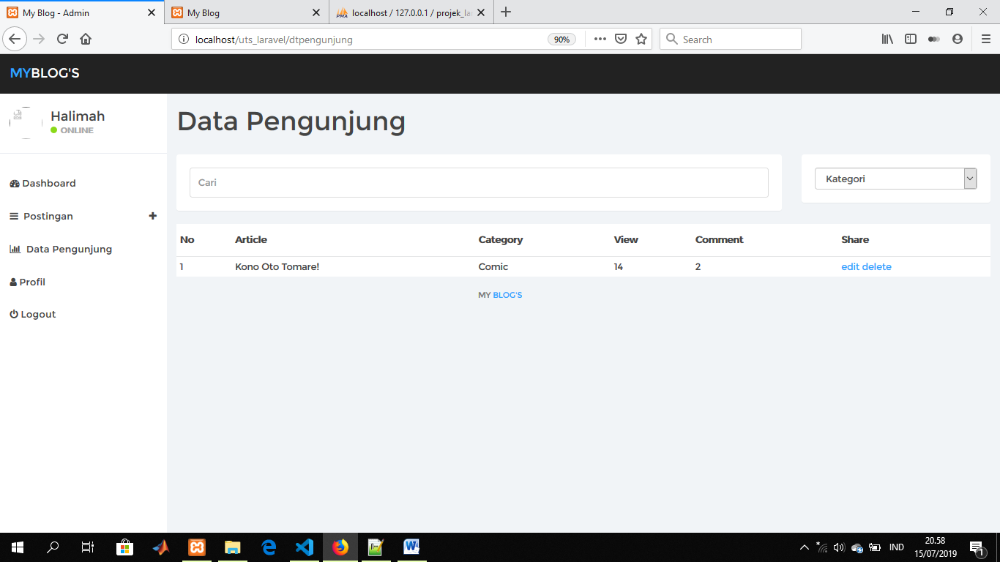 My Blog - Admin
My Blog
localhost / 127.0.0.1 / projek_la
localhost/uts_laravel/dtpengunjung
90%
Search
MYBLOG'S
Halimah
ONLINE
Dashboard
Postingan
Data Pengunjung
Profil
Logout
Data Pengunjung
Cari
Kategori
No Article Category View Comment Share
1 Kono Oto Tomare! Comic 14 2 edit delete
MY BLOG'S
IND
20.58
15/07/2019
1